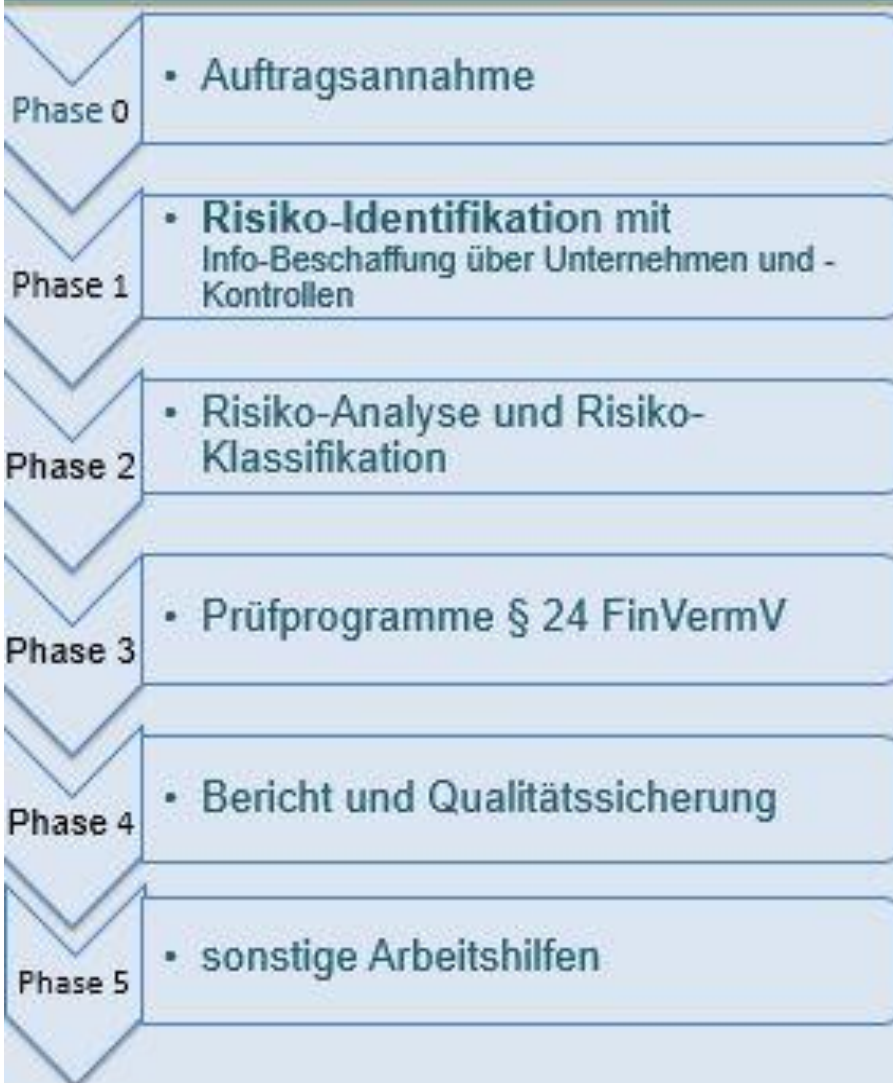 Phase 0
• Auftragsannahme
Phase 1
• Risiko-Identifikation mit
Info-Beschaffung über Unternehmen und -
Kontrollen
Phase 2
• Risiko-Analyse und Risiko-
Klassifikation
Phase 3
• Prüfprogramme § 24 FinVermV
Phase 4
• Bericht und Qualitätssicherung
Phase 5
• sonstige Arbeitshilfen